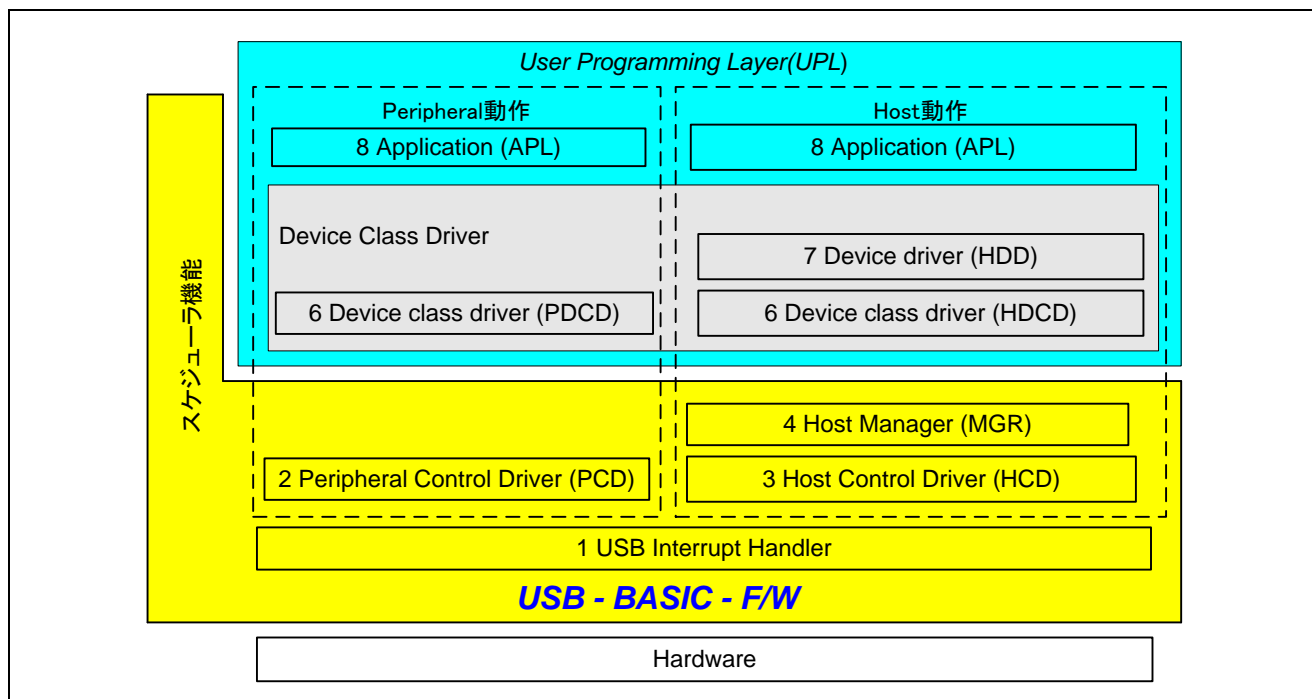 User Programming Layer(UPL)
Peripheral動作
Host動作
8 Application (APL)
8 Application (APL)
Device Class Driver
7 Device driver (HDD)
6 Device class driver (PDCD)
6 Device class driver (HDCD)
スケジューラ機能
4 Host Manager (MGR)
2 Peripheral Control Driver (PCD)
3 Host Control Driver (HCD)
1 USB Interrupt Handler
USB - BASIC - F/W
Hardware